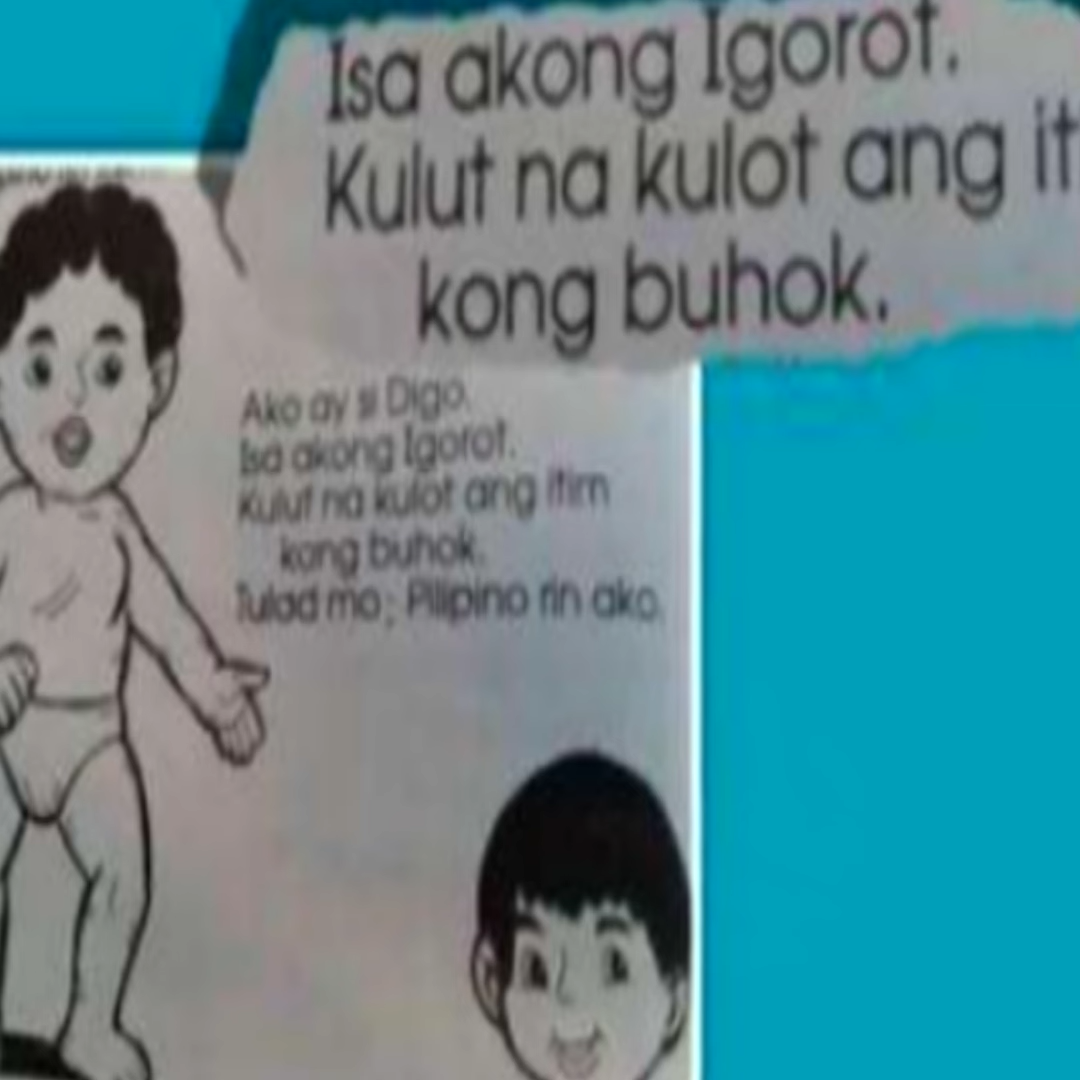 Isa akong Igorot.
Kulut na kulot ang it
kong buhok.
Ako ay si Digo.
Isa akong Igorot.
Kulut na kulot ang itim
kong buhok.
Tulad mo; Pilipino rin ako.